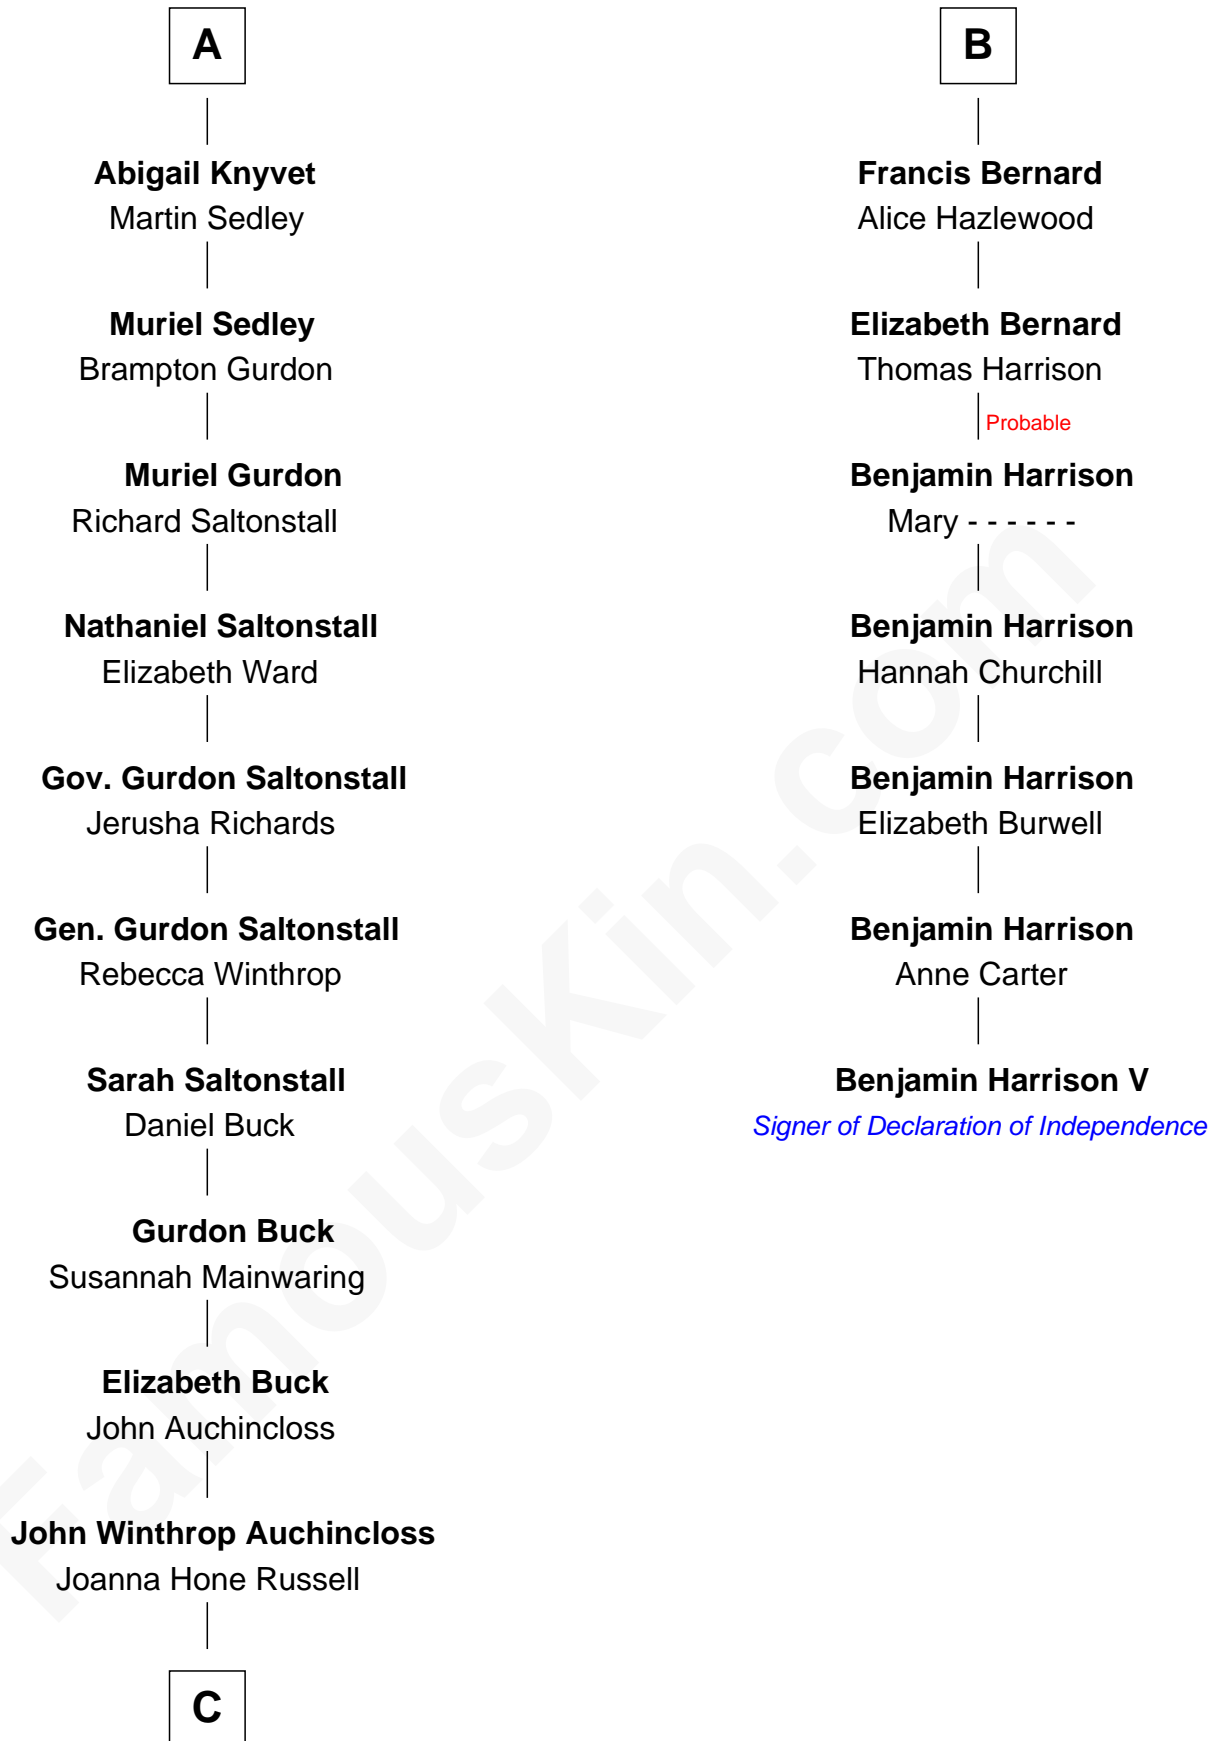 A
Abigail Knyvet
Martin Sedley
Muriel Sedley
Brampton Gurdon
Muriel Gurdon
Richard Saltonstall
Nathaniel Saltonstall
Elizabeth Ward
Gov. Gurdon Saltonstall
Jerusha Richards
Gen. Gurdon Saltonstall
Rebecca Winthrop
Sarah Saltonstall
Daniel Buck
Gurdon Buck
Susannah Mainwaring
Elizabeth Buck
John Auchincloss
John Winthrop Auchincloss
Joanna Hone Russell
C
B
Francis Bernard
Alice Hazlewood
Elizabeth Bernard
Thomas Harrison
Probable
Benjamin Harrison
Mary - - - - - -
Benjamin Harrison
Hannah Churchill
Benjamin Harrison
Elizabeth Burwell
Benjamin Harrison
Anne Carter
Benjamin Harrison V
Signer of Declaration of Independence
FamousKin.com